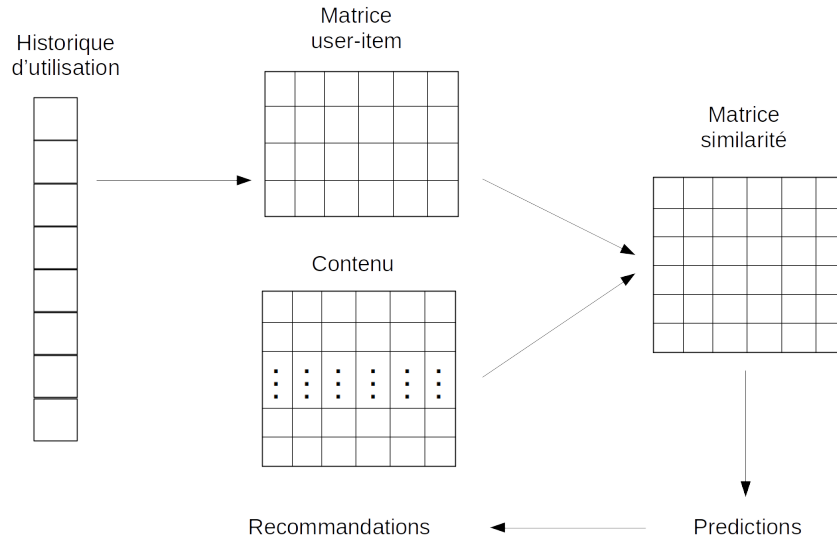 Historique
d'utilisation
Matrice
user-item
Contenu
Matrice
similarité
Predictions
Recommandations